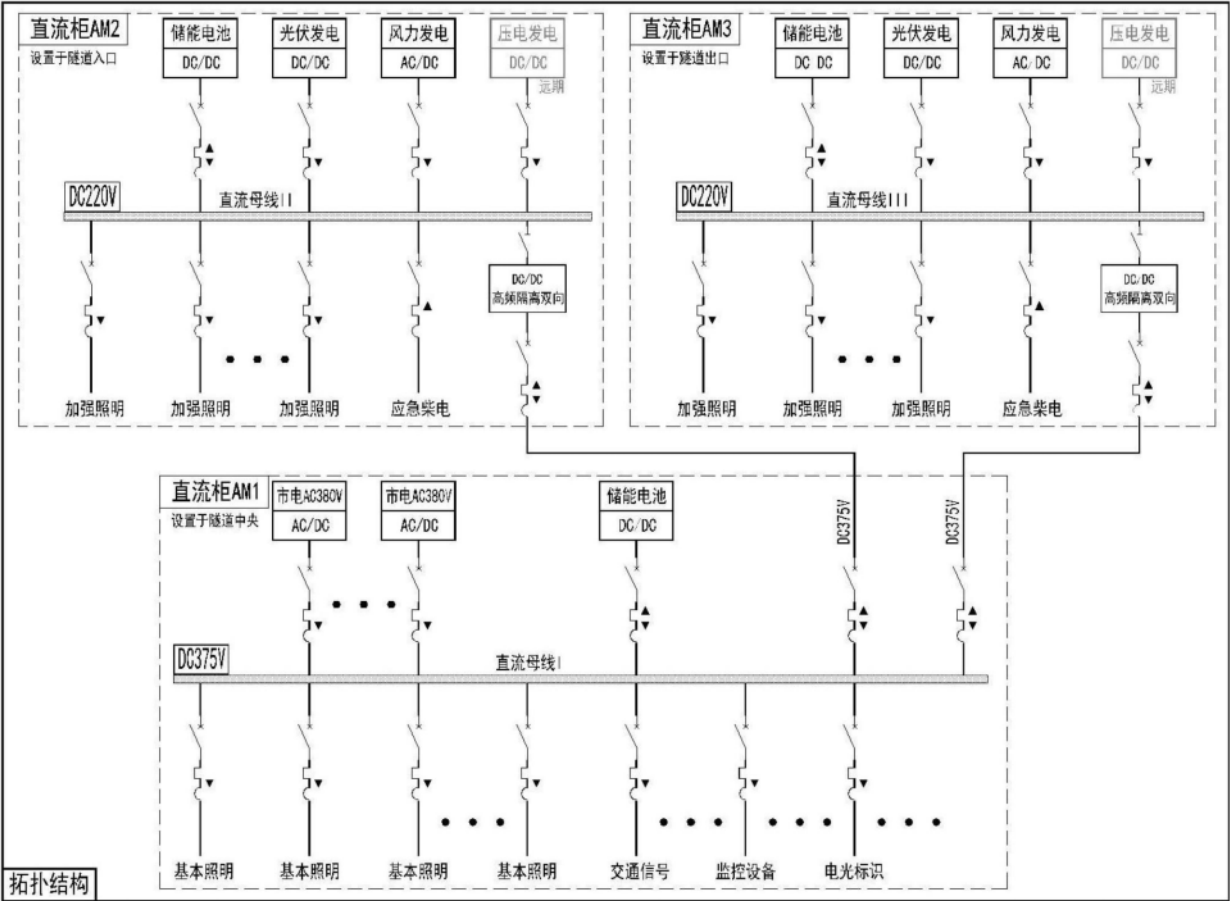 直流柜AM2
设置于隧道入口
储能电池
DC/DC
光伏发电
DC/DC
风力发电
AC/DC
压电发电
DC/DC
远期
DC220V
直流母线II
DC/DC
高频隔离双向
加强照明
加强照明
加强照明
应急柴电
直流柜AM3
设置于隧道出口
储能电池
DC DC
光伏发电
DC/DC
风力发电
AC/DC
压电发电
DC/DC
远期
DC220V
直流母线III
DC/DC
高频隔离双向
加强照明
加强照明
加强照明
应急柴电
直流柜AM1
设置于隧道中央
市电AC380V
AC/DC
市电AC380V
AC/DC
储能电池
DC/DC
DC375V
DC375V
DC375V
直流母线I
基本照明
基本照明
基本照明
基本照明
交通信号
监控设备
电光标识
拓扑结构